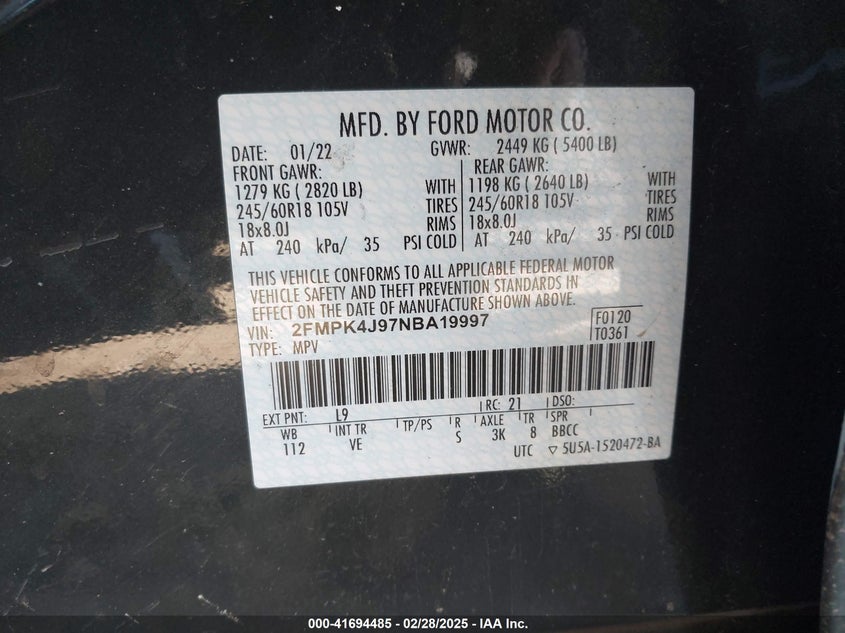 MFD. BY FORD MOTOR CO.
DATE: 01/22 GVWR: 2449 KG ( 5400 LB)
FRONT GAWR: REAR GAWR:
1279 KG ( 2820 LB) WITH 1198 KG ( 2640 LB) WITH
245/60R18 105V TIRES 245/60R18 105V TIRES
18x8.0J RIMS 18x8.0J RIMS
AT 240 kPa/ 35 PSI COLD AT 240 kPa/ 35 PSI COLD
THIS VEHICLE CONFORMS TO ALL APPLICABLE FEDERAL MOTOR
VEHICLE SAFETY AND THEFT PREVENTION STANDARDS IN
EFFECT ON THE DATE OF MANUFACTURE SHOWN ABOVE.
VIN: 2FMPK4J97NBA19997 F0120
TYPE: MPV T0361
EXT PNT: L9 RC: 21 DSO:
WB INT TR TP/PS R AXLE TR SPR
112 VE S 3K 8 BBCC
UTC ▽ 5U5A-1520472-BA
000-41694485 - 02/28/2025 - IAA Inc.